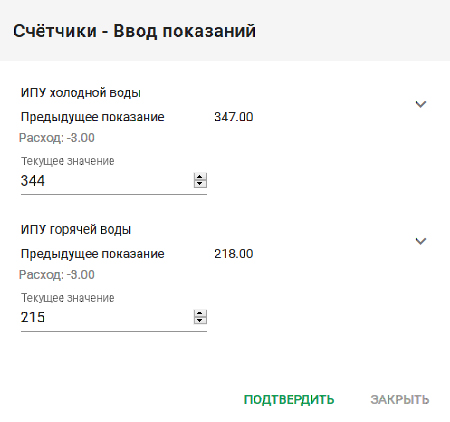 Счётчики - Ввод показаний
ИПУ холодной воды
Предыдущее показание 347.00
Расход: -3.00
Текущее значение
344
ИПУ горячей воды
Предыдущее показание 218.00
Расход: -3.00
Текущее значение
215
ПОДТВЕРДИТЬ ЗАКРЫТЬ